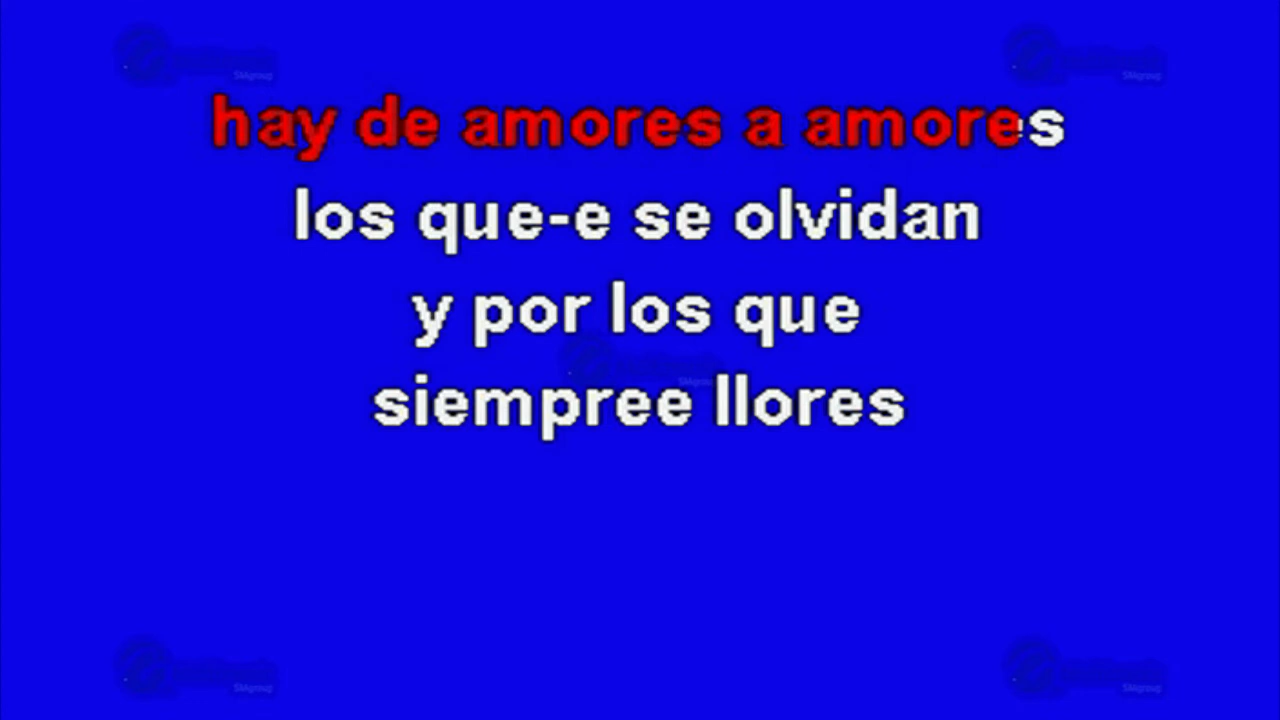 hay de amores a amores
los que-e se olvidan
y por los que
siempree llores